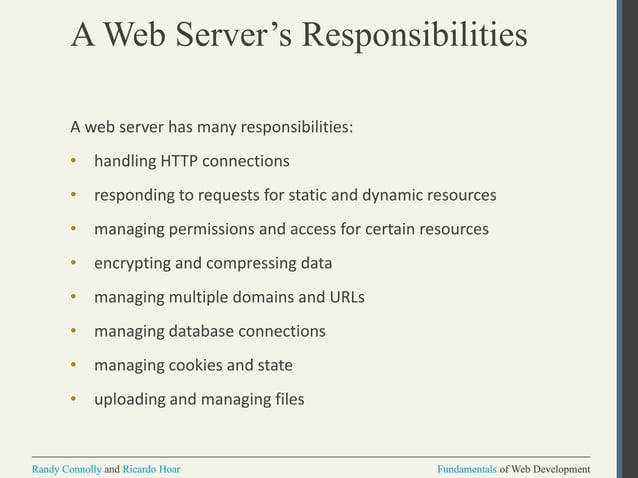 A Web Server’s Responsibilities
A web server has many responsibilities:
• handling HTTP connections
• responding to requests for static and dynamic resources
• managing permissions and access for certain resources
• encrypting and compressing data
• managing multiple domains and URLs
• managing database connections
• managing cookies and state
• uploading and managing files
Randy Connolly and Ricardo Hoar
Fundamentals of Web Development